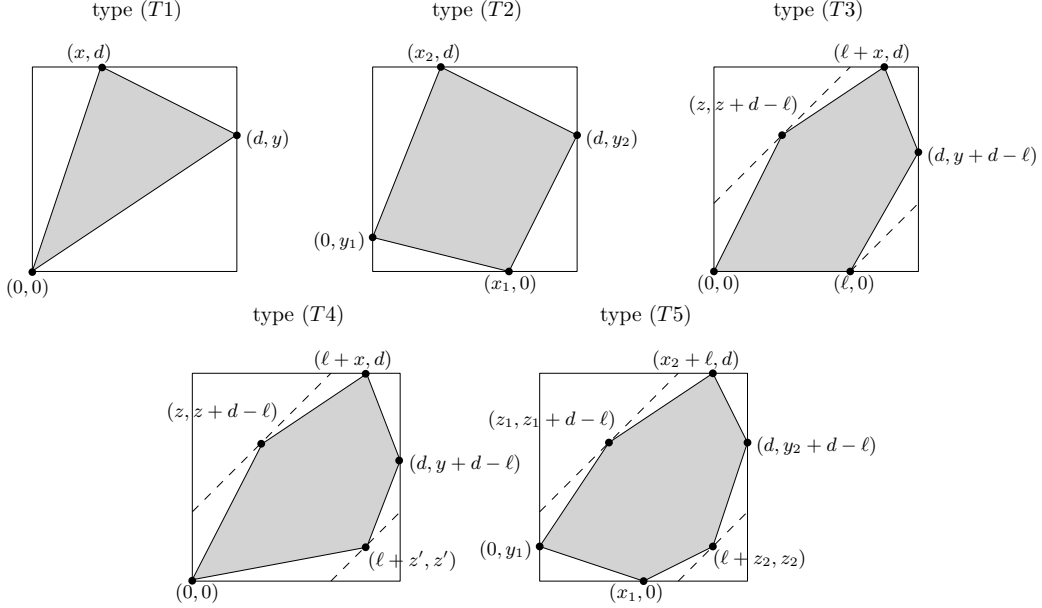 type (T1)
(x, d)
(d, y)
(0, 0)
type (T2)
(x₂, d)
(d, y₂)
(0, y₁)
(x₁, 0)
type (T3)
(ℓ + x, d)
(z, z + d − ℓ)
(d, y + d − ℓ)
(0, 0)
(ℓ, 0)
type (T4)
(ℓ + x, d)
(z, z + d − ℓ)
(d, y + d − ℓ)
(ℓ + z′, z′)
(0, 0)
type (T5)
(x₂ + ℓ, d)
(z₁, z₁ + d − ℓ)
(d, y₂ + d − ℓ)
(0, y₁)
(ℓ + z₂, z₂)
(x₁, 0)